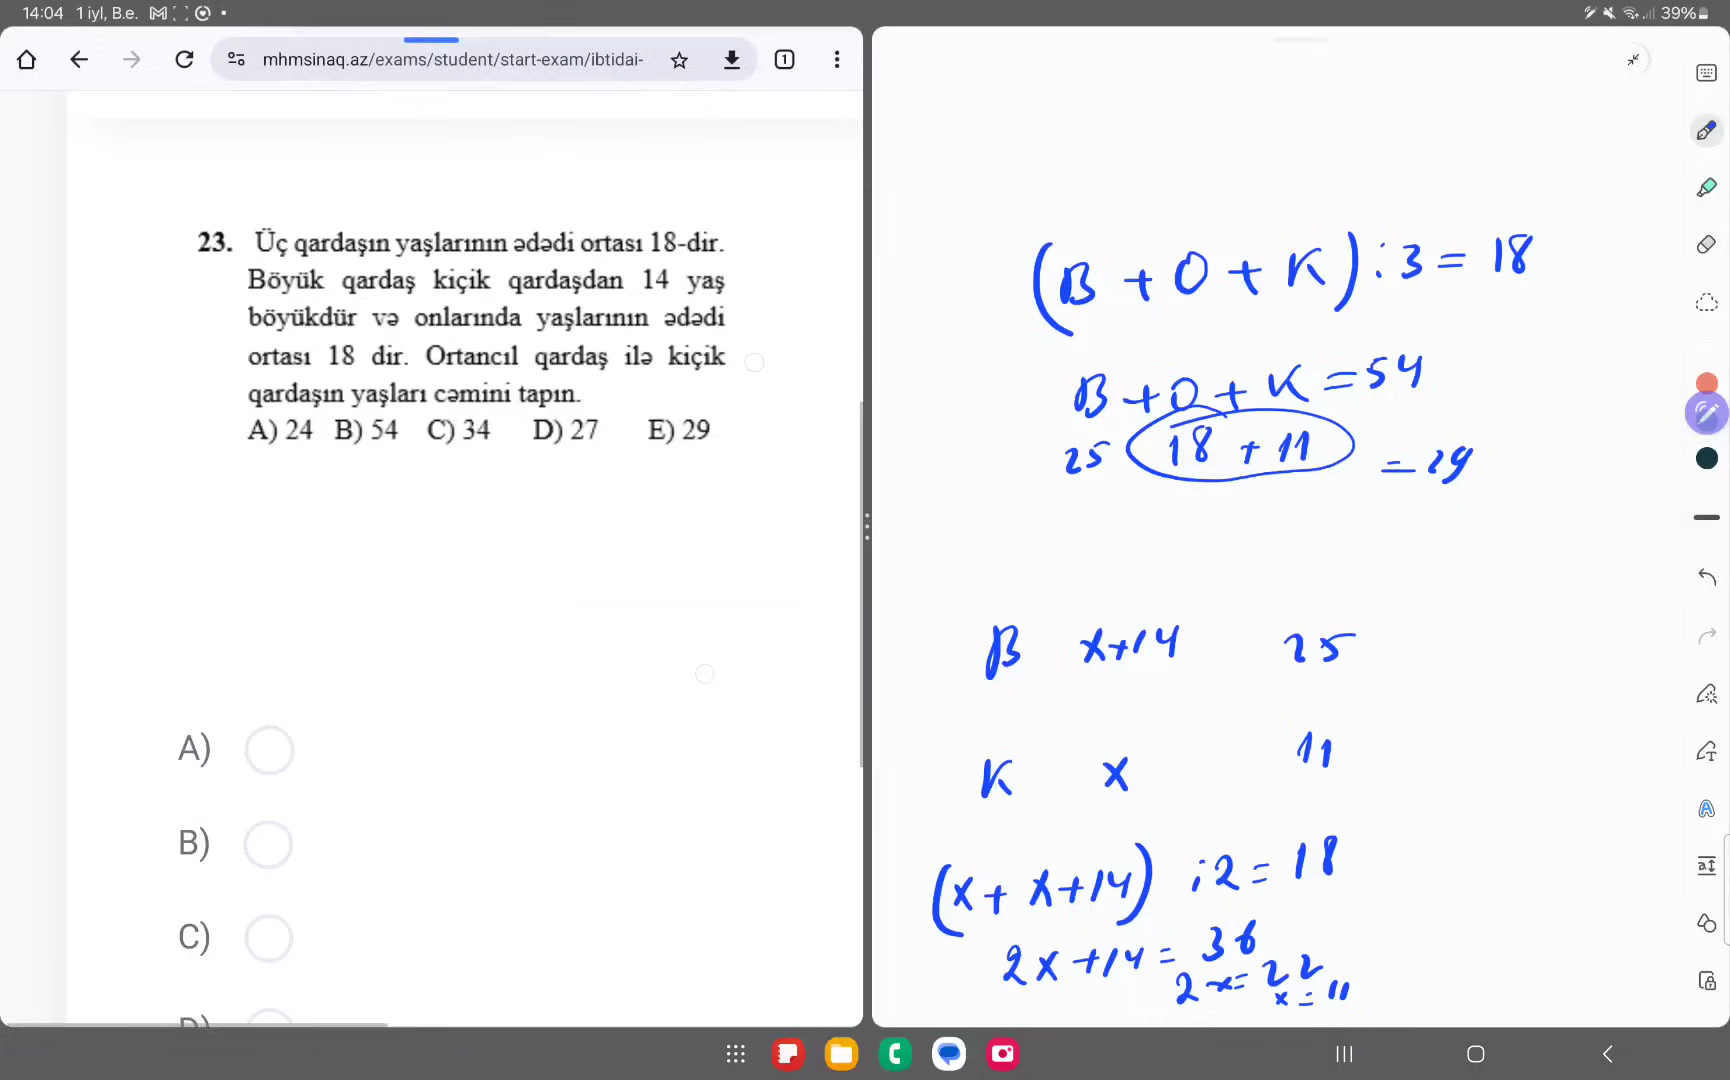 14:04 1 iyl, B.e.
39%
mhmsinaq.az/exams/student/start-exam/ibtidai-
1
23. Üç qardaşın yaşlarının ədədi ortası 18-dir.
Böyük qardaş kiçik qardaşdan 14 yaş
böyükdür və onlarında yaşlarının ədədi
ortası 18 dir. Ortancıl qardaş ilə kiçik
qardaşın yaşları cəmini tapın.
A) 24 B) 54 C) 34 D) 27 E) 29
A)
B)
C)
D)
(B + O + K) : 3 = 18
B + O + K = 54
25 18 + 11 = 29
B x+14 25
K x 11
(x + x+14) : 2 = 18
2x +14 = 36
2x = 22
x = 11